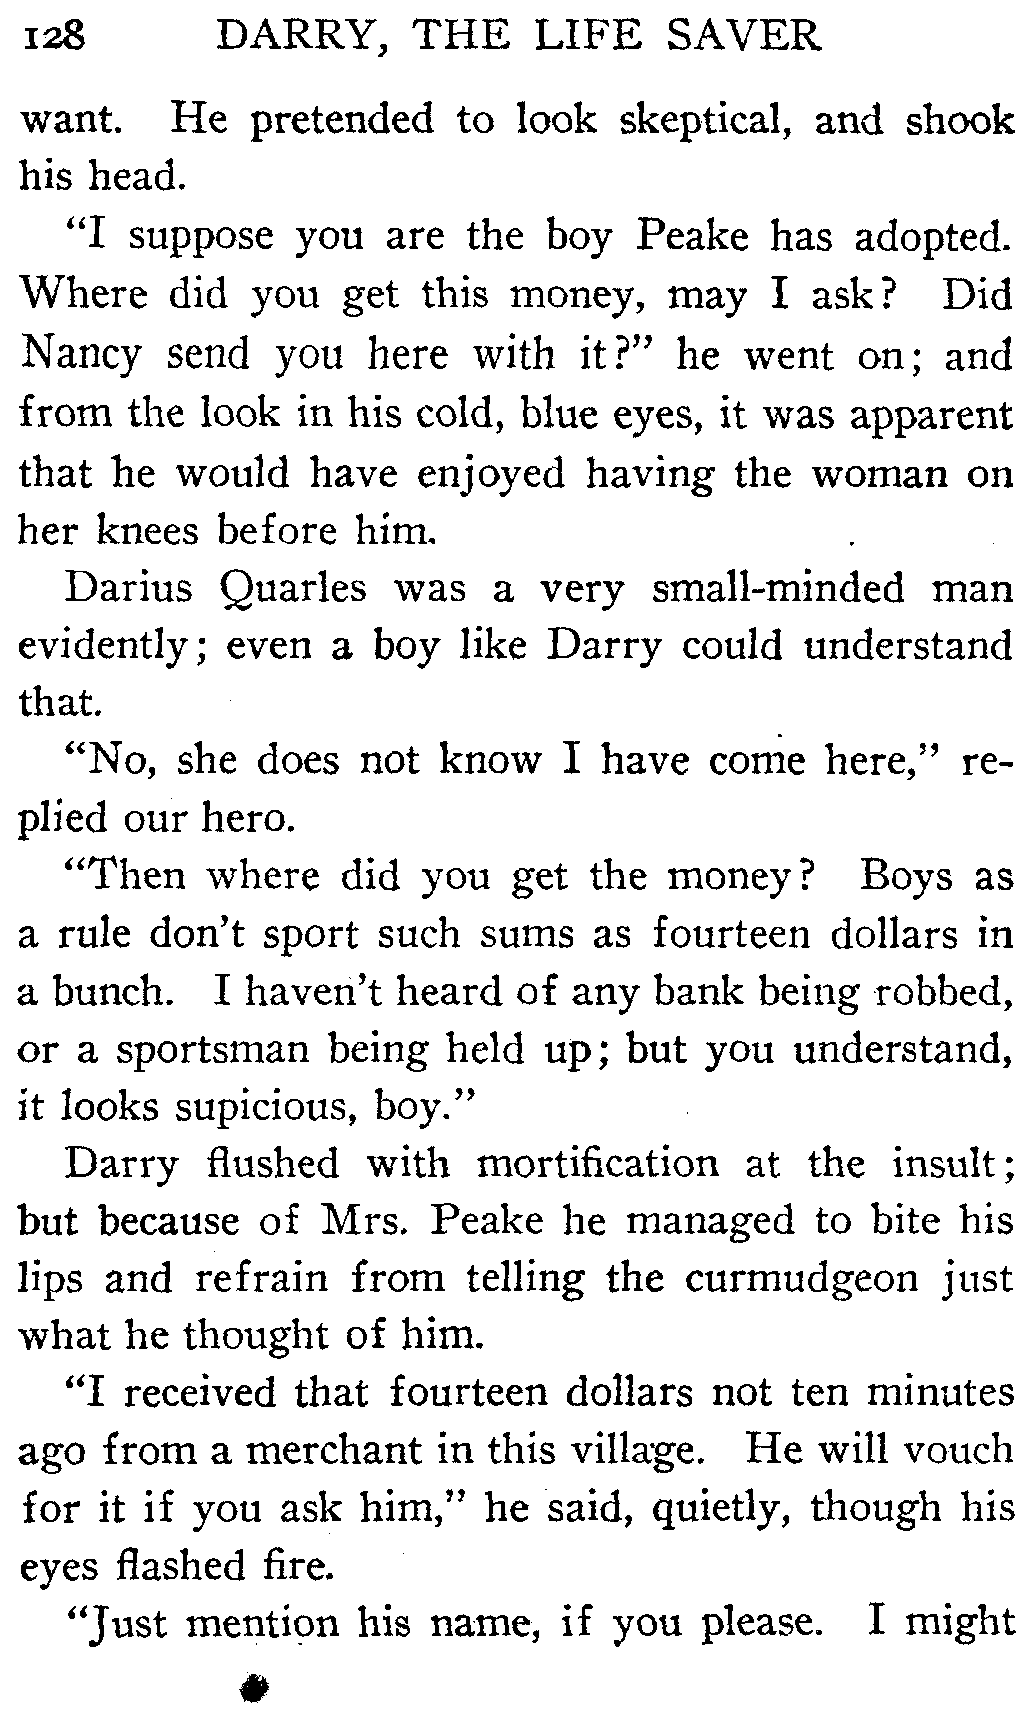 128 DARRY, THE LIFE SAVER
want. He pretended to look skeptical, and shook
his head.
"I suppose you are the boy Peake has adopted.
Where did you get this money, may I ask? Did
Nancy send you here with it?" he went on; and
from the look in his cold, blue eyes, it was apparent
that he would have enjoyed having the woman on
her knees before him.
Darius Quarles was a very small-minded man
evidently; even a boy like Darry could understand
that.
"No, she does not know I have come here," re-
plied our hero.
"Then where did you get the money? Boys as
a rule don't sport such sums as fourteen dollars in
a bunch. I haven't heard of any bank being robbed,
or a sportsman being held up; but you understand,
it looks supicious, boy."
Darry flushed with mortification at the insult;
but because of Mrs. Peake he managed to bite his
lips and refrain from telling the curmudgeon just
what he thought of him.
"I received that fourteen dollars not ten minutes
ago from a merchant in this village. He will vouch
for it if you ask him," he said, quietly, though his
eyes flashed fire.
"Just mention his name, if you please. I might